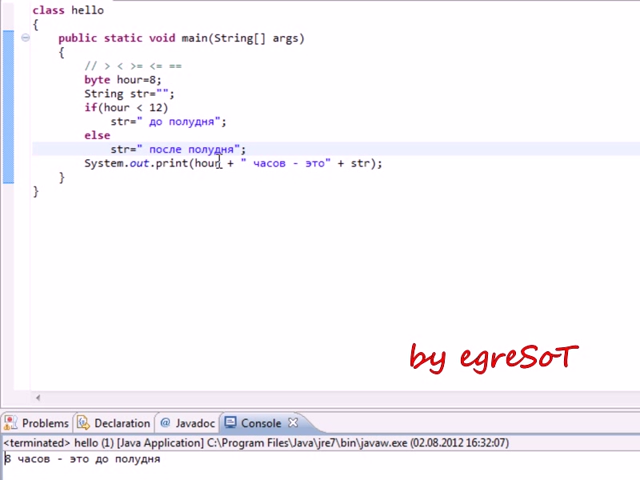 class hello
{
public static void main(String[] args)
{
// > < >= <= ==
byte hour=8;
String str="";
if(hour < 12)
str=" до полудня";
else
str=" после полудня";
System.out.print(hour + " часов - это" + str);
}
}
by egreSoT
Problems Declaration Javadoc Console
<terminated> hello (1) [Java Application] C:\Program Files\Java\jre7\bin\javaw.exe (02.08.2012 16:32:07)
8 часов - это до полудня